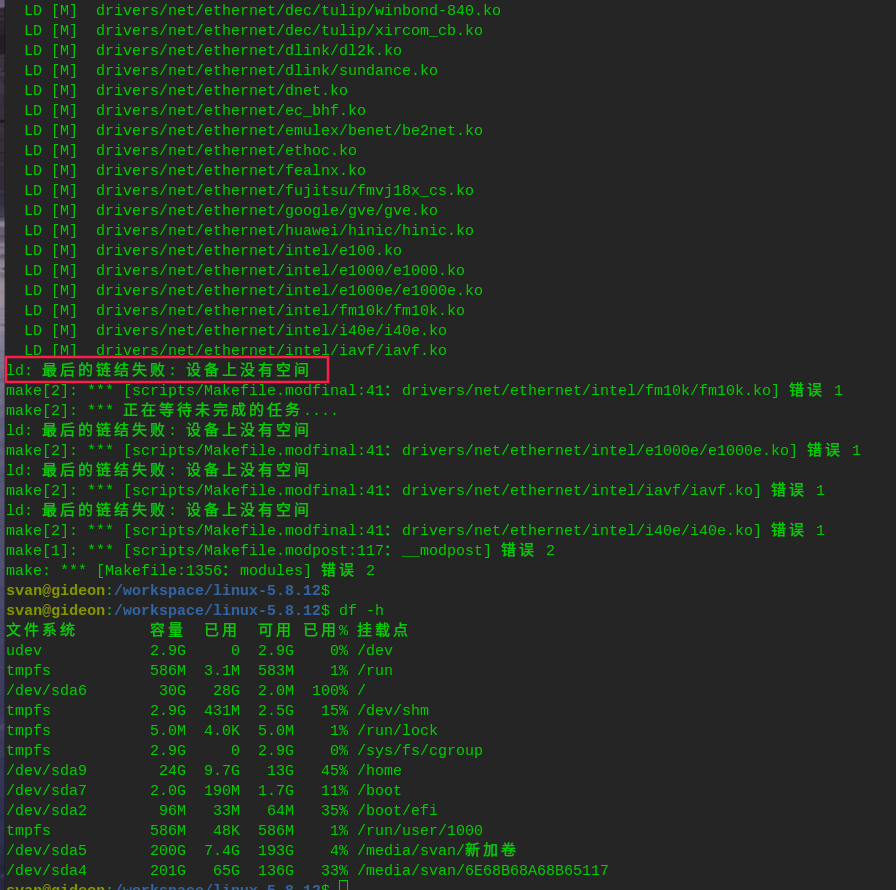 LD [M]  drivers/net/ethernet/dec/tulip/winbond-840.ko
LD [M]  drivers/net/ethernet/dec/tulip/xircom_cb.ko
LD [M]  drivers/net/ethernet/dlink/dl2k.ko
LD [M]  drivers/net/ethernet/dlink/sundance.ko
LD [M]  drivers/net/ethernet/dnet.ko
LD [M]  drivers/net/ethernet/ec_bhf.ko
LD [M]  drivers/net/ethernet/emulex/benet/be2net.ko
LD [M]  drivers/net/ethernet/ethoc.ko
LD [M]  drivers/net/ethernet/fealnx.ko
LD [M]  drivers/net/ethernet/fujitsu/fmvj18x_cs.ko
LD [M]  drivers/net/ethernet/google/gve/gve.ko
LD [M]  drivers/net/ethernet/huawei/hinic/hinic.ko
LD [M]  drivers/net/ethernet/intel/e100.ko
LD [M]  drivers/net/ethernet/intel/e1000/e1000.ko
LD [M]  drivers/net/ethernet/intel/e1000e/e1000e.ko
LD [M]  drivers/net/ethernet/intel/fm10k/fm10k.ko
LD [M]  drivers/net/ethernet/intel/i40e/i40e.ko
LD [M]  drivers/net/ethernet/intel/iavf/iavf.ko
ld: 最后的链结失败: 设备上没有空间
make[2]: *** [scripts/Makefile.modfinal:41：drivers/net/ethernet/intel/fm10k/fm10k.ko] 错误 1
make[2]: *** 正在等待未完成的任务....
ld: 最后的链结失败: 设备上没有空间
make[2]: *** [scripts/Makefile.modfinal:41：drivers/net/ethernet/intel/e1000e/e1000e.ko] 错误 1
ld: 最后的链结失败: 设备上没有空间
make[2]: *** [scripts/Makefile.modfinal:41：drivers/net/ethernet/intel/iavf/iavf.ko] 错误 1
ld: 最后的链结失败: 设备上没有空间
make[2]: *** [scripts/Makefile.modfinal:41：drivers/net/ethernet/intel/i40e/i40e.ko] 错误 1
make[1]: *** [scripts/Makefile.modpost:117：__modpost] 错误 2
make: *** [Makefile:1356：modules] 错误 2
svan@gideon:/workspace/linux-5.8.12$
svan@gideon:/workspace/linux-5.8.12$ df -h
文件系统        容量  已用  可用 已用% 挂载点
udev            2.9G     0  2.9G    0% /dev
tmpfs           586M  3.1M  583M    1% /run
/dev/sda6        30G   28G  2.0M  100% /
tmpfs           2.9G  431M  2.5G   15% /dev/shm
tmpfs           5.0M  4.0K  5.0M    1% /run/lock
tmpfs           2.9G     0  2.9G    0% /sys/fs/cgroup
/dev/sda9        24G  9.7G   13G   45% /home
/dev/sda7       2.0G  190M  1.7G   11% /boot
/dev/sda2        96M   33M   64M   35% /boot/efi
tmpfs           586M   48K  586M    1% /run/user/1000
/dev/sda5       200G  7.4G  193G    4% /media/svan/新加卷
/dev/sda4       201G   65G  136G   33% /media/svan/6E68B68A68B65117
svan@gideon:/workspace/linux-5.8.12$